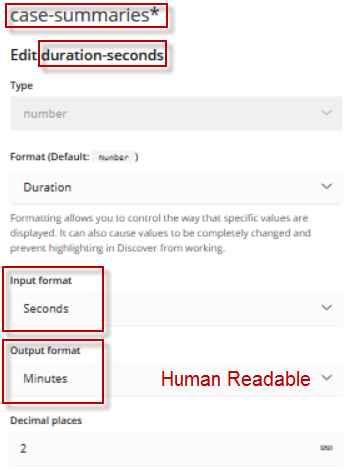 case-summaries*
Edit duration-seconds
Type
number
Format (Default: Number )
Duration
Formatting allows you to control the way that specific values are
displayed. It can also cause values to be completely changed and
prevent highlighting in Discover from working.
Input format
Seconds
Output format
Minutes Human Readable
Decimal places
2